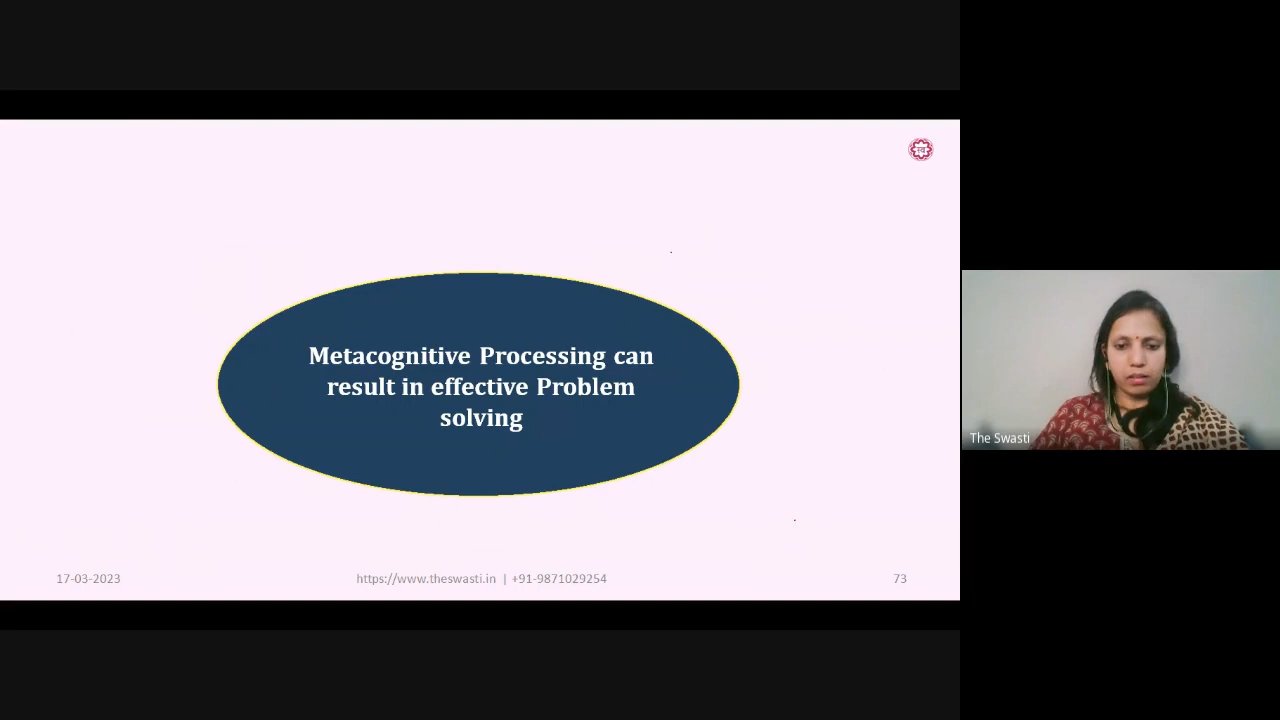 Metacognitive Processing can
result in effective Problem
solving
The Swasti
17-03-2023
https://www.theswasti.in | +91-9871029254
73